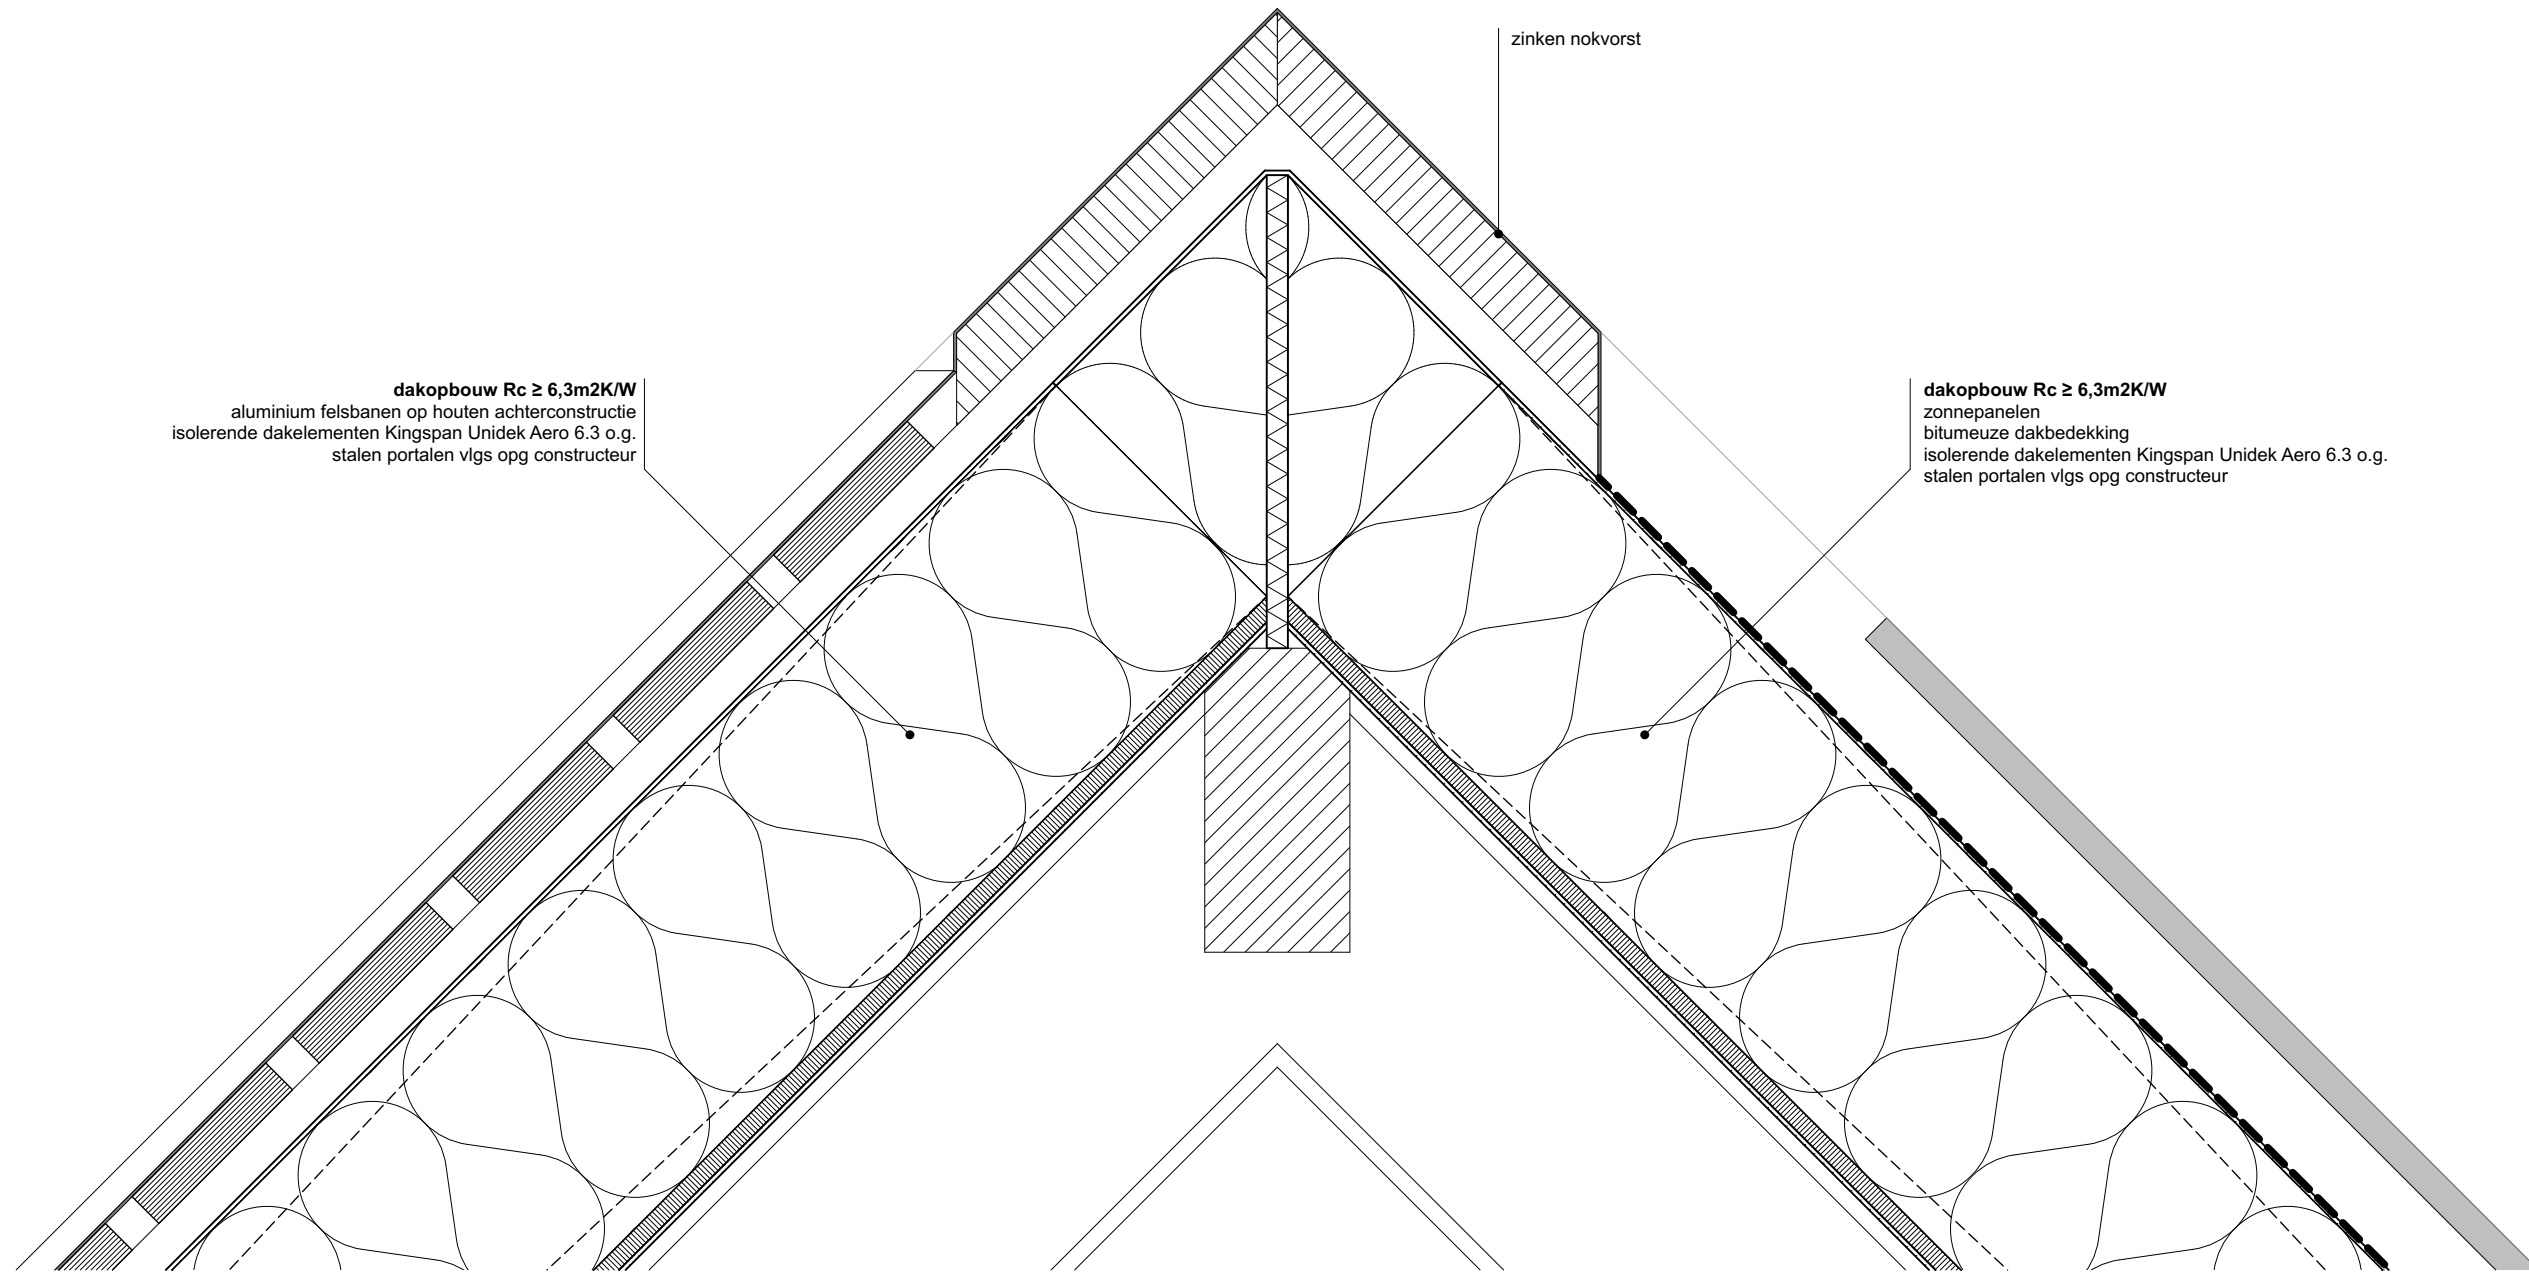 zinken nokvorst
dakopbouw Rc ≥ 6,3m2K/W
aluminium felsbanen op houten achterconstructie
isolerende dakelementen Kingspan Unidek Aero 6.3 o.g.
stalen portalen vlgs opg constructeur
dakopbouw Rc ≥ 6,3m2K/W
zonnepanelen
bitumeuze dakbedekking
isolerende dakelementen Kingspan Unidek Aero 6.3 o.g.
stalen portalen vlgs opg constructeur